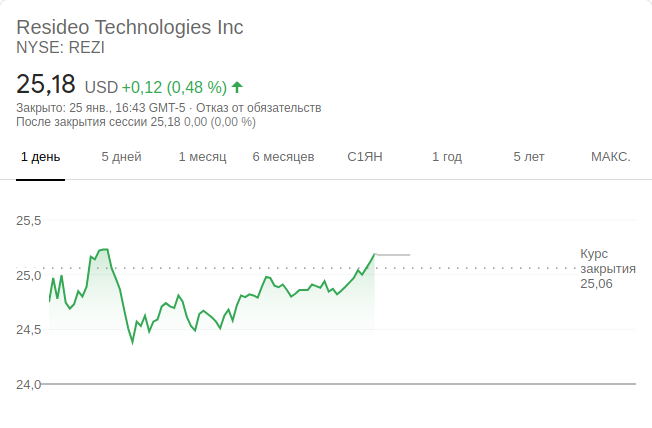 Resideo Technologies Inc
NYSE: REZI
25,18 USD +0,12 (0,48 %)
Закрыто: 25 янв., 16:43 GMT-5 · Отказ от обязательств
После закрытия сессии 25,18 0,00 (0,00 %)
1 день 5 дней 1 месяц 6 месяцев С1ЯН 1 год 5 лет МАКС.
25,5
25,0
24,5
24,0
Курс
закрытия
25,06